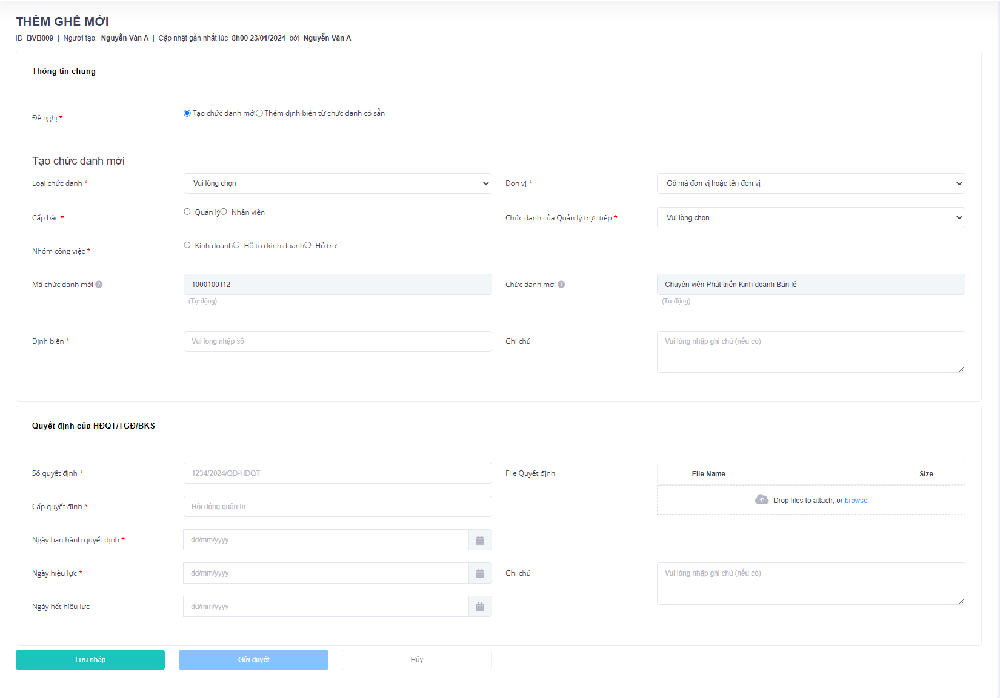 THÊM GHẾ MỚI
ID BVB009 | Người tạo: Nguyễn Văn A | Cập nhật gần nhất lúc 8h00 23/01/2024 bởi Nguyễn Văn A
Thông tin chung
Đề nghị * Tạo chức danh mới Thêm định biên từ chức danh có sẵn
Tạo chức danh mới
Loại chức danh * Vui lòng chọn Đơn vị * Gõ mã đơn vị hoặc tên đơn vị
Cấp bậc * Quản lý Nhân viên Chức danh của Quản lý trực tiếp * Vui lòng chọn
Nhóm công việc * Kinh doanh Hỗ trợ kinh doanh Hỗ trợ
Mã chức danh mới ? 1000100112 Chức danh mới ? Chuyên viên Phát triển Kinh doanh Bán lẻ
(Tự động) (Tự động)
Định biên * Vui lòng nhập số Ghi chú Vui lòng nhập ghi chú (nếu có)
Quyết định của HĐQT/TGĐ/BKS
Số quyết định * 1234/2024/QĐ-HĐQT File Quyết định File Name Size
Drop files to attach, or browse
Cấp quyết định * Hội đồng quản trị
Ngày ban hành quyết định * dd/mm/yyyy
Ngày hiệu lực * dd/mm/yyyy Ghi chú Vui lòng nhập ghi chú (nếu có)
Ngày hết hiệu lực dd/mm/yyyy
Lưu nháp Gửi duyệt Hủy